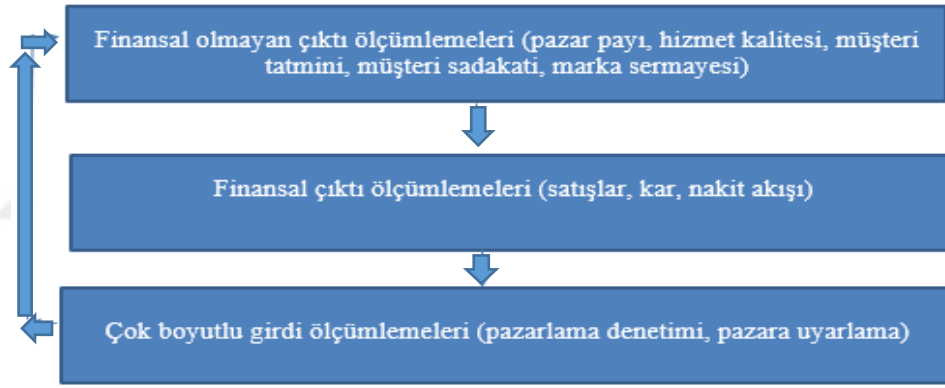 Finansal olmayan çıktı ölçümlemeleri (pazar payı, hizmet kalitesi, müşteri
tatmini, müşteri sadakati, marka sermayesi)
Finansal çıktı ölçümlemeleri (satışlar, kar, nakit akışı)
Çok boyutlu girdi ölçümlemeleri (pazarlama denetimi, pazara uyarlama)